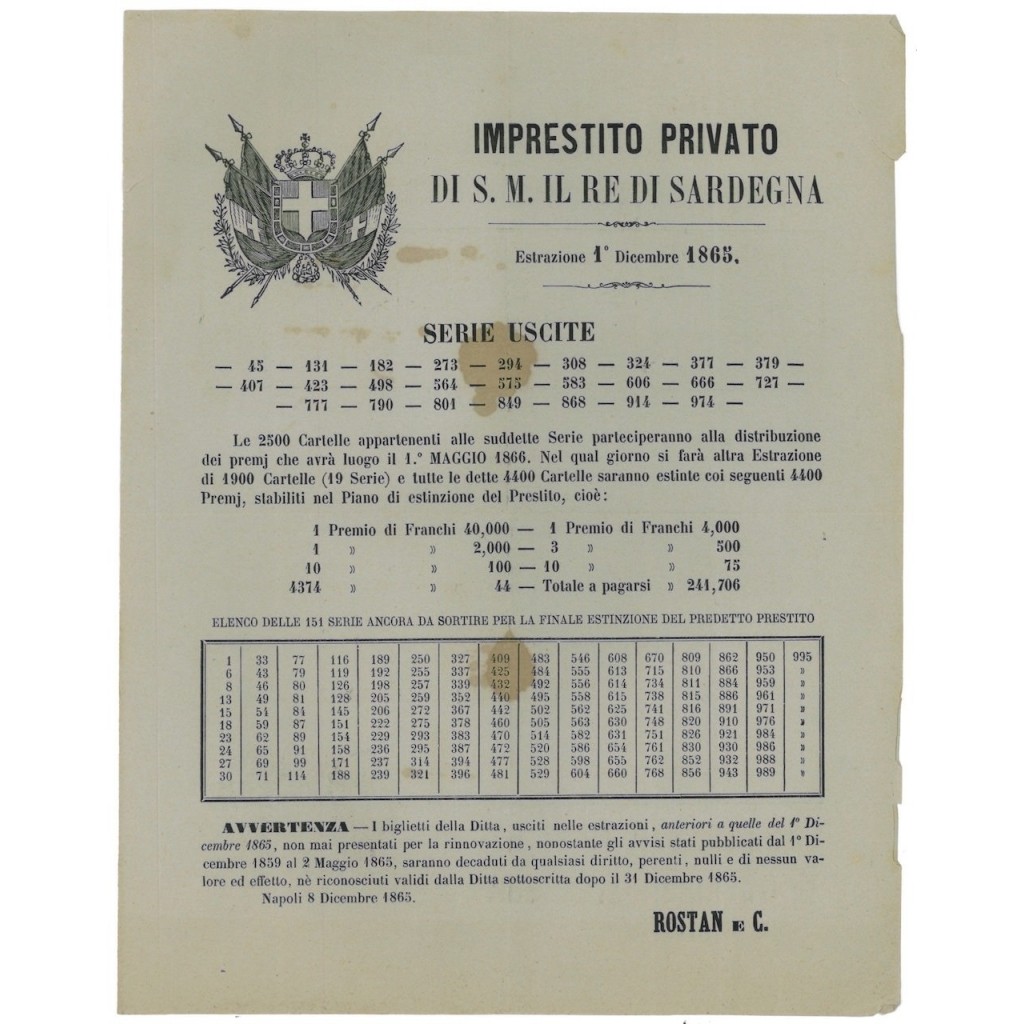 IMPRESTITO PRIVATO
DI S. M. IL RE DI SARDEGNA
Estrazione 1° Dicembre 1865.
SERIE USCITE
— 45 — 131 — 182 — 273 — 294 — 308 — 324 — 377 — 379 —
— 407 — 423 — 498 — 564 — 575 — 583 — 606 — 666 — 727 —
— 777 — 790 — 801 — 849 — 868 — 914 — 974 —
Le 2500 Cartelle appartenenti alle suddette Serie parteciperanno alla distribuzione
dei premj che avrà luogo il 1.° MAGGIO 1866. Nel qual giorno si farà altra Estrazione
di 1900 Cartelle (19 Serie) e tutte le dette 4400 Cartelle saranno estinte coi seguenti 4400
Premj, stabiliti nel Piano di estinzione del Prestito, cioè:
1 Premio di Franchi 40,000 — 1 Premio di Franchi 4,000
1 » » 2,000 — 3 » » 500
10 » » 100 — 10 » » 75
4374 » » 44 — Totale a pagarsi » 241,706
ELENCO DELLE 151 SERIE ANCORA DA SORTIRE PER LA FINALE ESTINZIONE DEL PREDETTO PRESTITO
1 33 77 116 189 250 327 409 483 546 608 670 809 862 950 995
6 43 79 119 192 255 337 425 484 555 613 715 810 866 953 »
8 46 80 126 198 257 339 432 492 556 614 734 811 884 959 »
13 49 81 128 205 259 352 440 495 558 615 738 815 886 961 »
15 54 84 145 206 272 367 442 502 562 625 741 816 891 971 »
18 59 87 151 222 275 378 460 505 563 630 748 820 910 976 »
23 62 89 154 229 293 383 470 514 582 631 751 826 921 984 »
24 65 91 158 236 295 387 472 520 586 654 761 830 930 986 »
27 69 99 171 237 314 394 477 528 598 655 762 852 932 988 »
30 71 114 188 239 321 396 481 529 604 660 768 856 943 989 »
AVVERTENZA — I biglietti della Ditta, usciti nelle estrazioni, anteriori a quelle del 1° Di-
cembre 1865, non mai presentati per la rinnovazione, nonostante gli avvisi stati pubblicati dal 1° Di-
cembre 1859 al 2 Maggio 1865, saranno decaduti da qualsiasi diritto, perenti, nulli e di nessun va-
lore ed effetto, nè riconosciuti validi dalla Ditta sottoscritta dopo il 31 Dicembre 1865.
Napoli 8 Dicembre 1865.
ROSTAN E C.